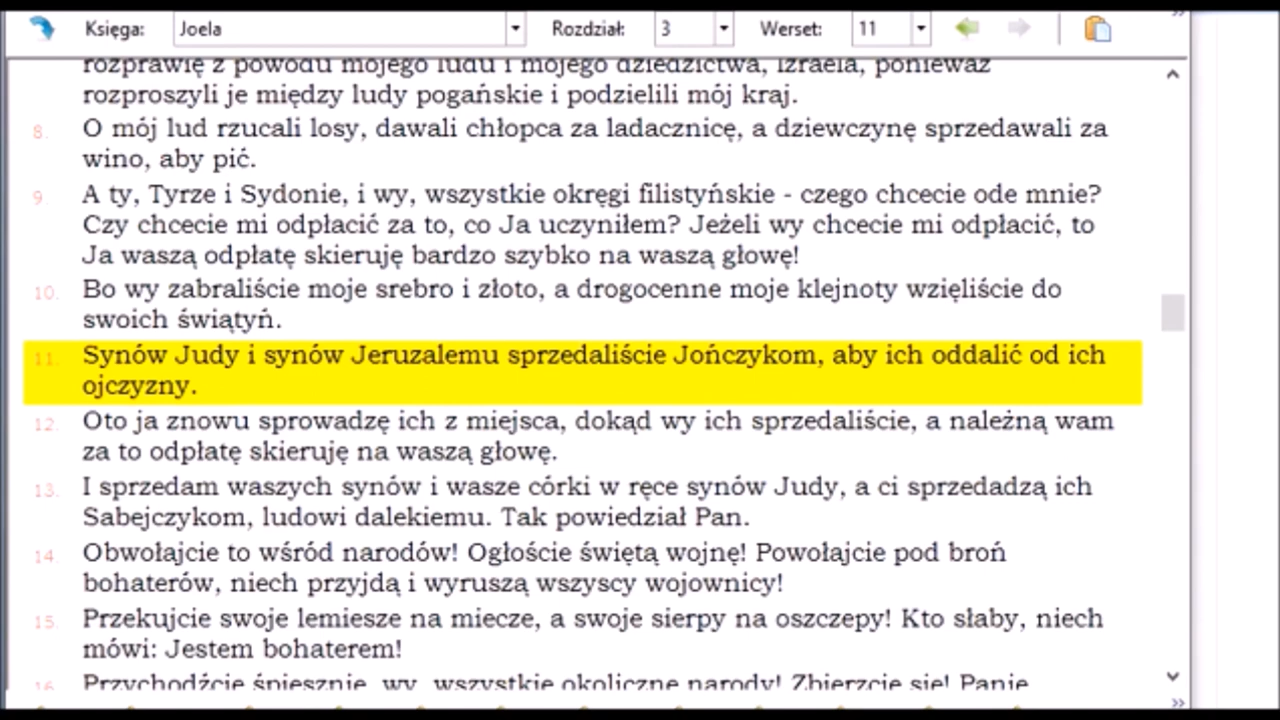 Księga: Joela Rozdział: 3 Werset: 11
rozprawię z powodu mojego ludu i mojego dziedzictwa, Izraela, ponieważ
rozproszyli je między ludy pogańskie i podzielili mój kraj.
8. O mój lud rzucali losy, dawali chłopca za ladacznicę, a dziewczynę sprzedawali za
wino, aby pić.
9. A ty, Tyrze i Sydonie, i wy, wszystkie okręgi filistyńskie - czego chcecie ode mnie?
Czy chcecie mi odpłacić za to, co Ja uczyniłem? Jeżeli wy chcecie mi odpłacić, to
Ja waszą odpłatę skieruję bardzo szybko na waszą głowę!
10. Bo wy zabraliście moje srebro i złoto, a drogocenne moje klejnoty wzięliście do
swoich świątyń.
11. Synów Judy i synów Jeruzalemu sprzedaliście Jończykom, aby ich oddalić od ich
ojczyzny.
12. Oto ja znowu sprowadzę ich z miejsca, dokąd wy ich sprzedaliście, a należną wam
za to odpłatę skieruję na waszą głowę.
13. I sprzedam waszych synów i wasze córki w ręce synów Judy, a ci sprzedadzą ich
Sabejczykom, ludowi dalekiemu. Tak powiedział Pan.
14. Obwołajcie to wśród narodów! Ogłoście świętą wojnę! Powołajcie pod broń
bohaterów, niech przyjdą i wyruszą wszyscy wojownicy!
15. Przekujcie swoje lemiesze na miecze, a swoje sierpy na oszczepy! Kto słaby, niech
mówi: Jestem bohaterem!
16. Przychodźcie śpiesznie, wy, wszystkie okoliczne narody! Zbierzcie się! Panie,